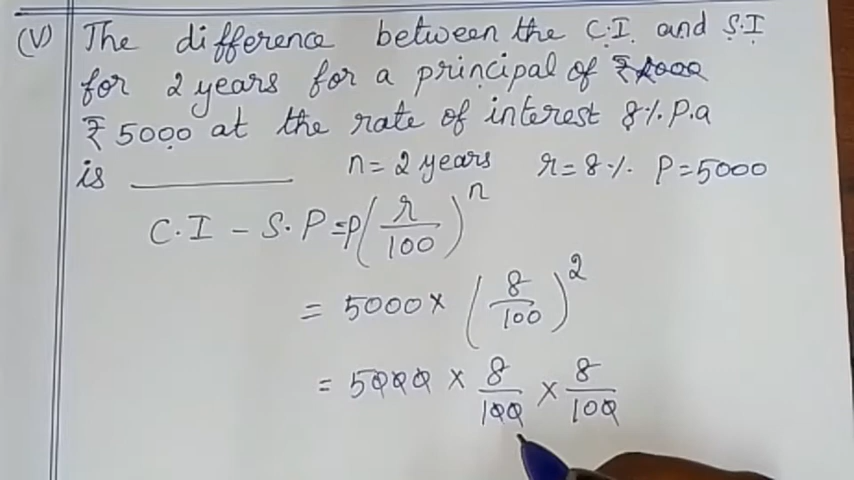 (V) The difference between the C.I. and S.I
for 2 years for a principal of
₹ 5000 at the rate of interest 8% P.a
is ________ n = 2 years r = 8% P = 5000
C.I - S.P = P(r/100)^n
= 5000 × (8/100)^2
= 5000 × 8/100 × 8/100